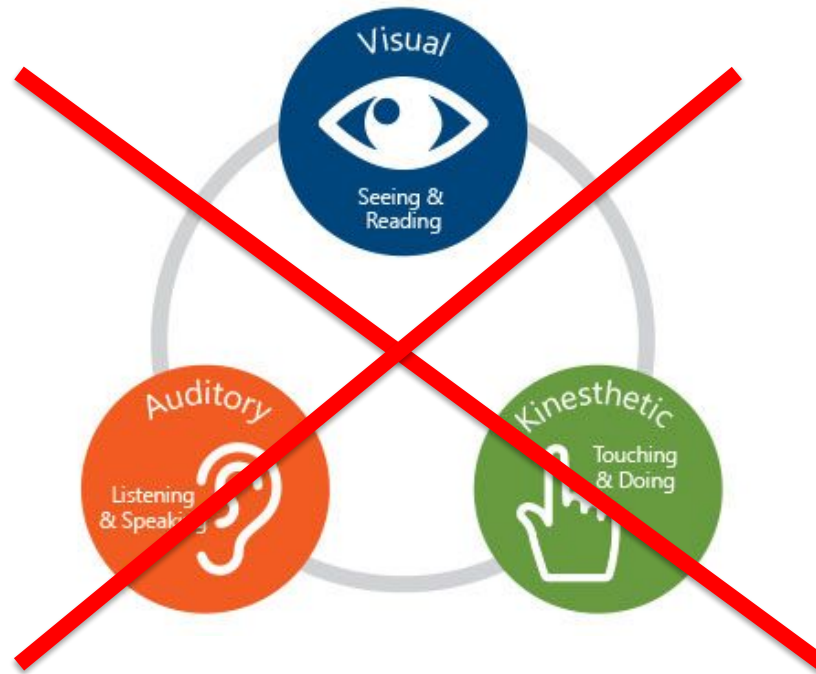 Visual
Seeing &
Reading
Auditory
Listening
& Speaking
Kinesthetic
Touching
& Doing